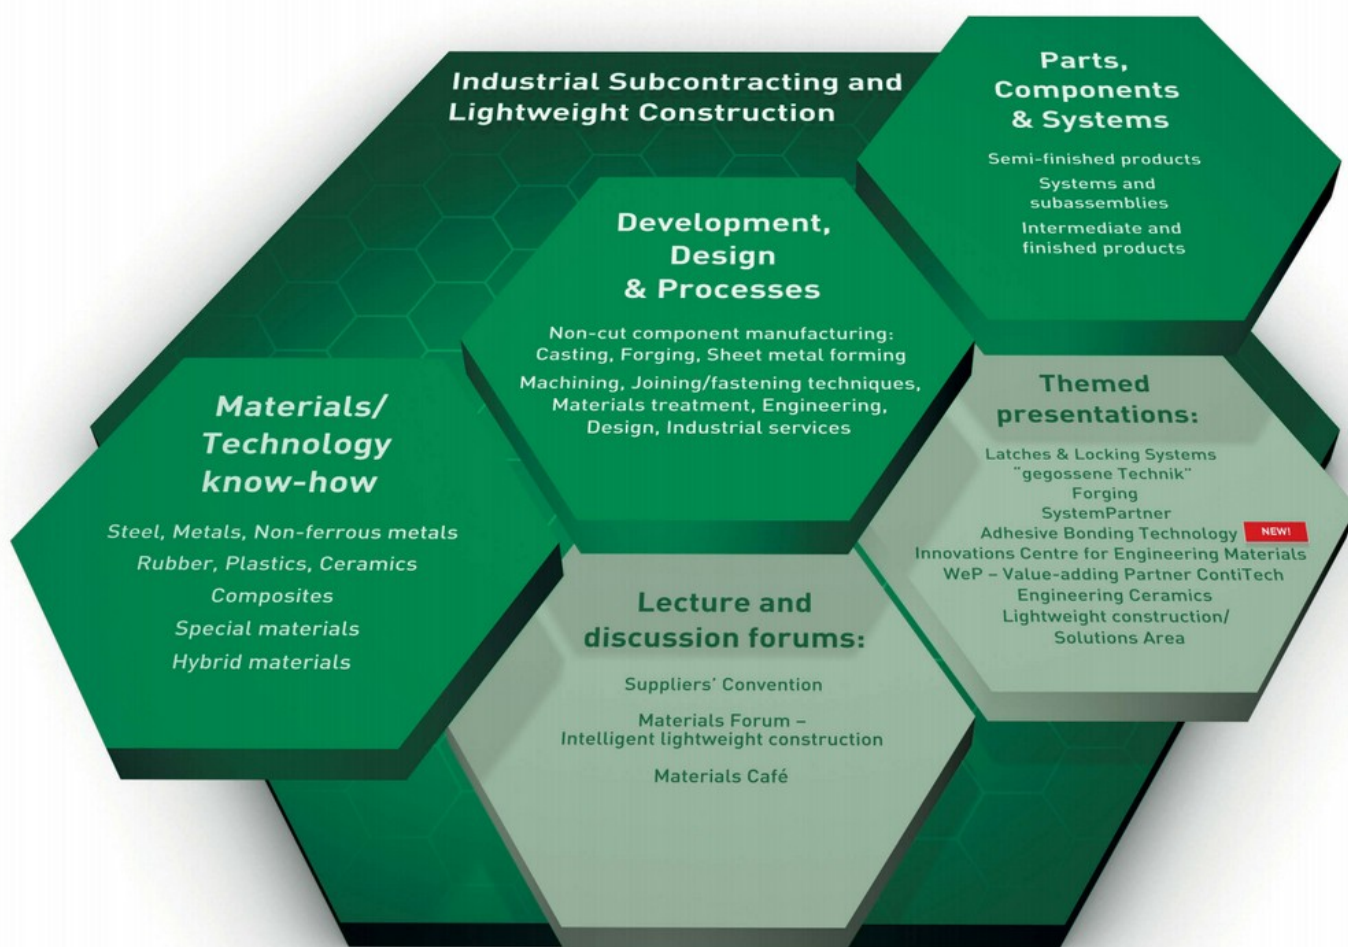 Industrial Subcontracting and
Lightweight Construction
Parts,
Components
& Systems
Semi-finished products
Systems and
subassemblies
Intermediate and
finished products
Development,
Design
& Processes
Non-cut component manufacturing:
Casting, Forging, Sheet metal forming
Machining, Joining/fastening techniques,
Materials treatment, Engineering,
Design, Industrial services
Materials/
Technology
know-how
Steel, Metals, Non-ferrous metals
Rubber, Plastics, Ceramics
Composites
Special materials
Hybrid materials
Themed
presentations:
Latches & Locking Systems
"gegossene Technik"
Forging
SystemPartner
Adhesive Bonding Technology NEW!
Innovations Centre for Engineering Materials
WeP – Value-adding Partner ContiTech
Engineering Ceramics
Lightweight construction/
Solutions Area
Lecture and
discussion forums:
Suppliers' Convention
Materials Forum –
Intelligent lightweight construction
Materials Café